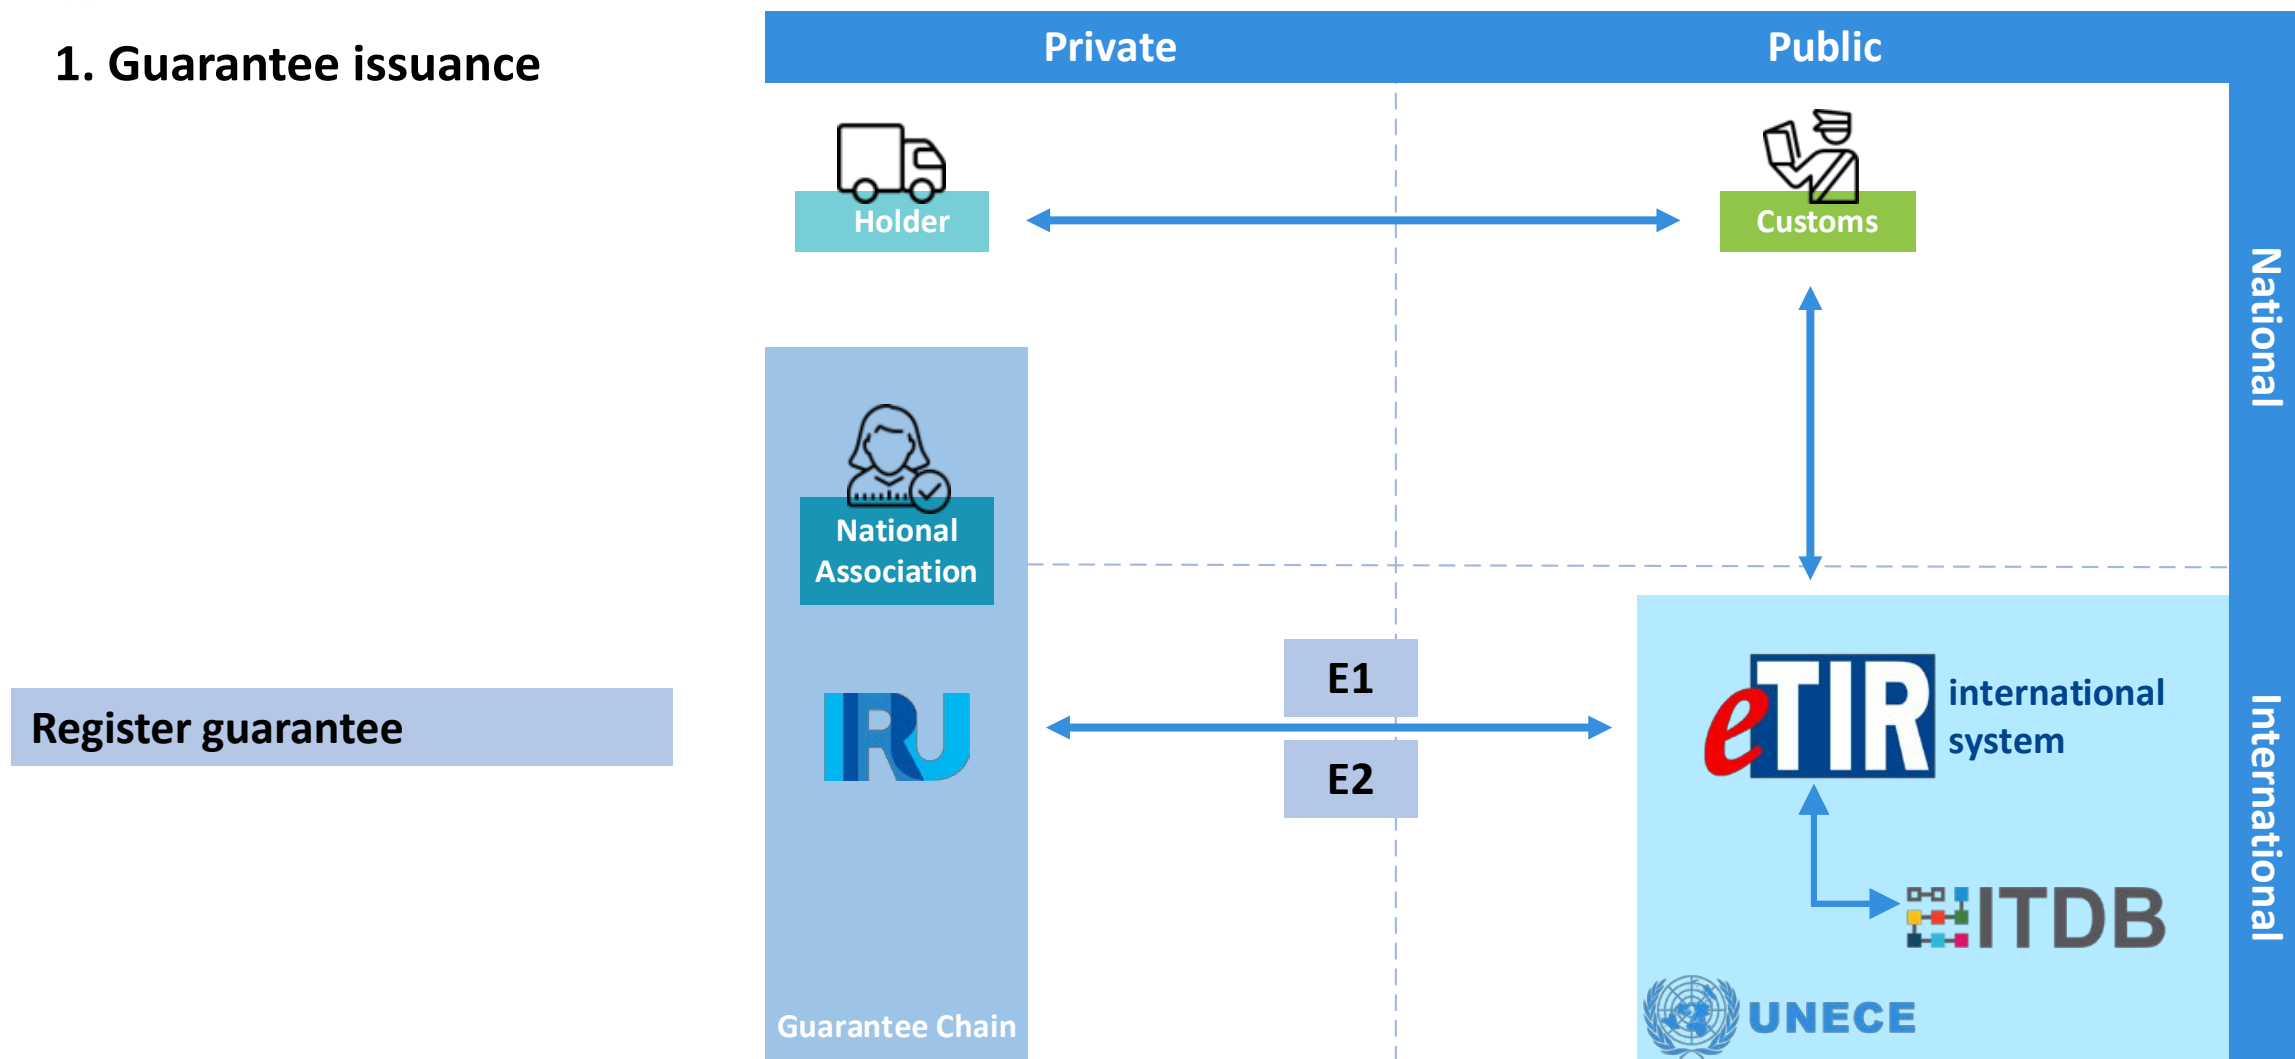 1. Guarantee issuance
Private
Public
Holder
Customs
National
National
Association
E1
international
system
eTIR
IRU
Register guarantee
E2
International
ITDB
Guarantee Chain
UNECE